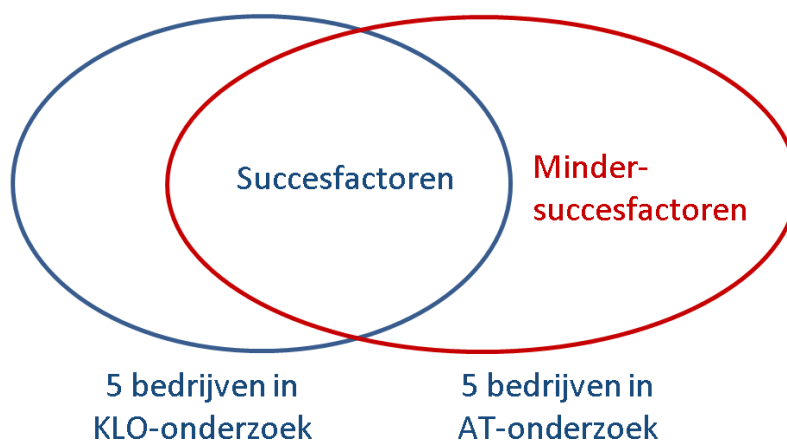 Succesfactoren
Minder-
succesfactoren
5 bedrijven in
KLO-onderzoek
5 bedrijven in
AT-onderzoek